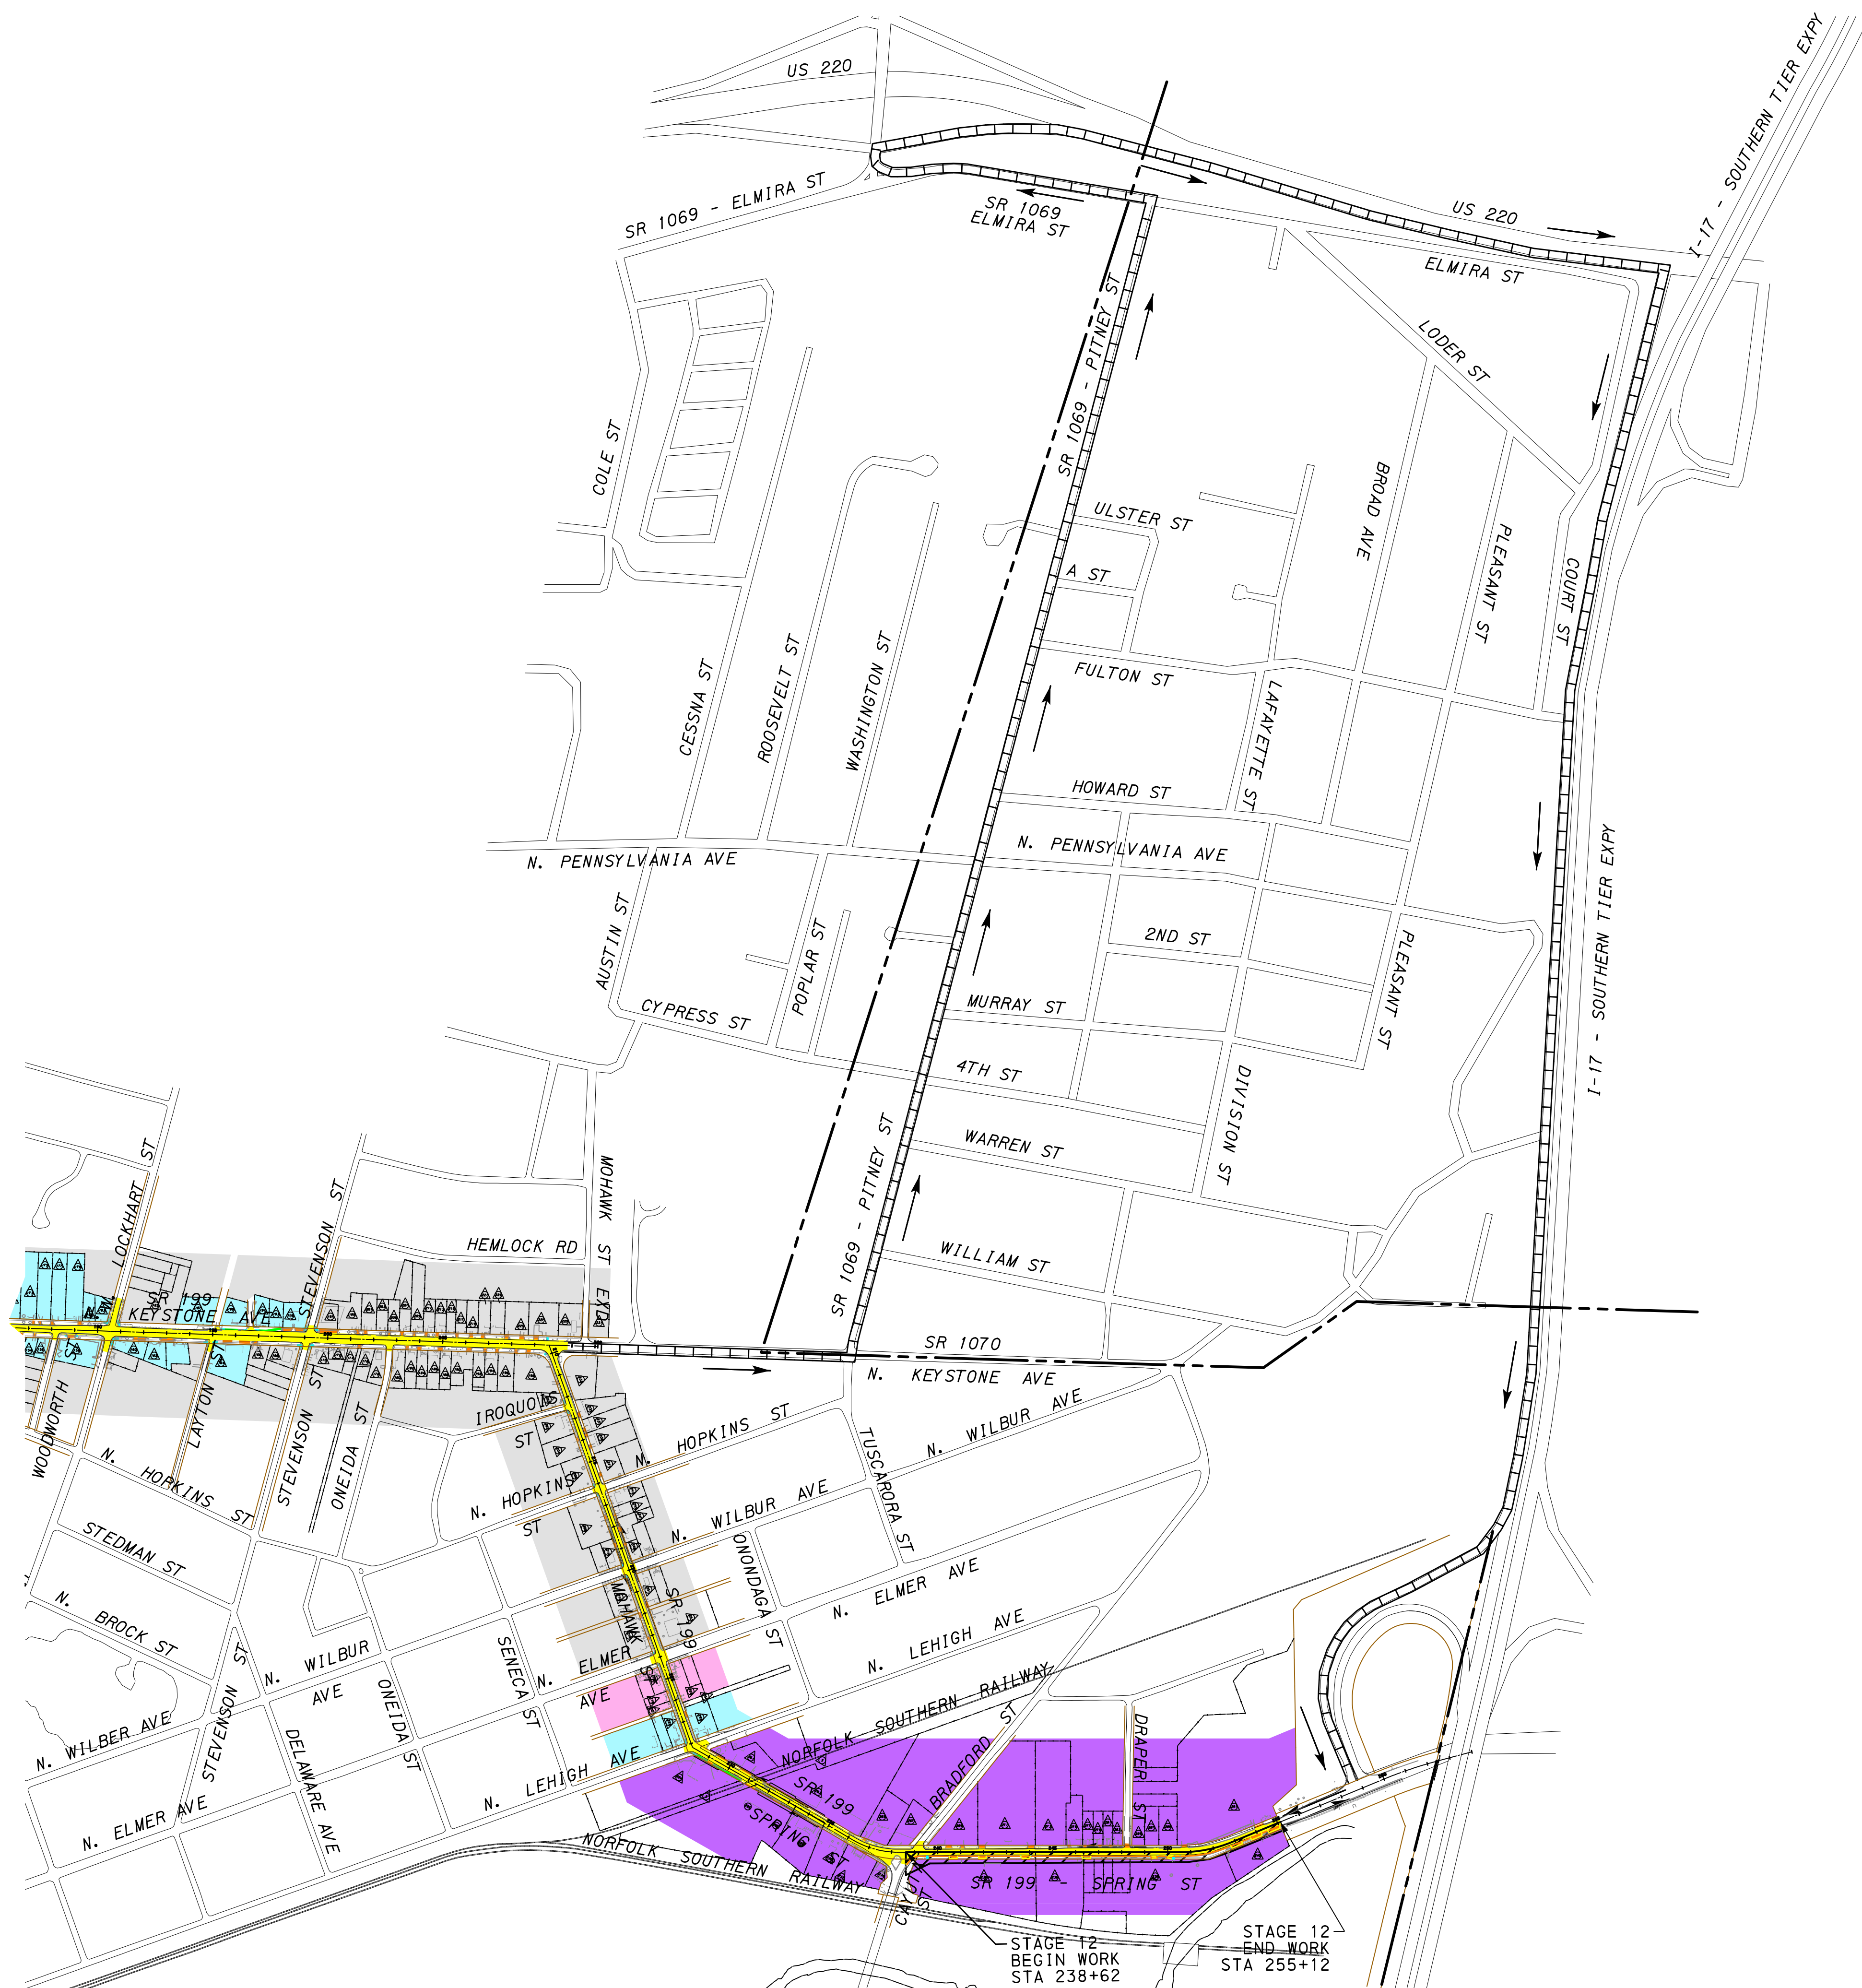 US 220
I-17 - SOUTHERN TIER EXPY
SR 1069 - ELMIRA ST
SR 1069
ELMIRA ST
US 220
ELMIRA ST
LODER ST
SR 1069 - PITNEY ST
COLE ST
BROAD AVE
ULSTER ST
PLEASANT ST
COURT ST
A ST
FULTON ST
CESSNA ST
ROOSEVELT ST
WASHINGTON ST
LAFAYETTE ST
HOWARD ST
N. PENNSYLVANIA AVE
N. PENNSYLVANIA AVE
I-17 - SOUTHERN TIER EXPY
AUSTIN ST
POPLAR ST
2ND ST
PLEASANT ST
CYPRESS ST
MURRAY ST
4TH ST
DIVISION ST
WARREN ST
SR 1069 - PITNEY ST
WILLIAM ST
N. LOCKHART ST
STEVENSON ST
MOHAWK ST EXD
HEMLOCK RD
SR 199
N. KEYSTONE AVE
SR 1070
N. KEYSTONE AVE
WOODWORTH ST
LAYTON ST
STEVENSON ST
ONEIDA ST
IROQUOIS
ST
N. HOPKINS ST
N. HOPKINS
ST
N. HOPKINS ST
TUSCARORA ST
N. WILBUR AVE
N. WILBUR AVE
STEDMAN ST
N. BROCK ST
ONONDAGA ST
N. ELMER AVE
MOHAWK ST
SR 199
SENECA ST
N. ELMER
AVE
N. LEHIGH AVE
N. WILBUR
AVE
ONEIDA ST
STEVENSON ST
DELAWARE AVE
N. WILBER AVE
N. ELMER AVE
N. LEHIGH AVE
NORFOLK SOUTHERN RAILWAY
BRADFORD ST
DRAPER ST
SR 199
SPRING ST
NORFOLK SOUTHERN RAILWAY
SR 199 - SPRING ST
STAGE 12
BEGIN WORK
STA 238+62
STAGE 12
END WORK
STA 255+12